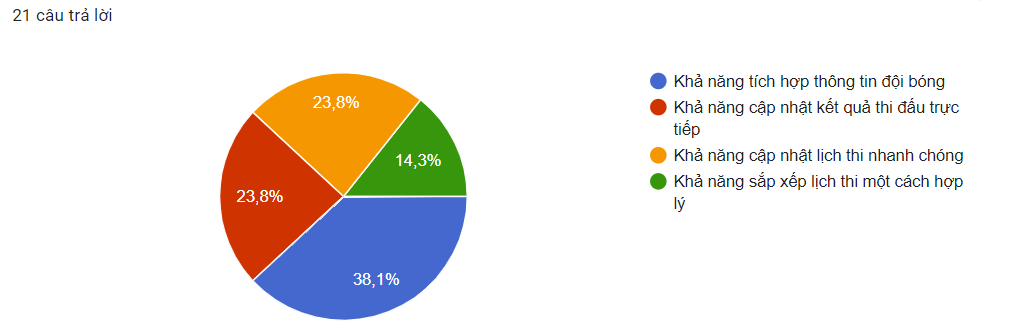 21 câu trả lời
23,8%
14,3%
23,8%
38,1%
Khả năng tích hợp thông tin đội bóng
Khả năng cập nhật kết quả thi đấu trực
tiếp
Khả năng cập nhật lịch thi nhanh chóng
Khả năng sắp xếp lịch thi một cách hợp
lý